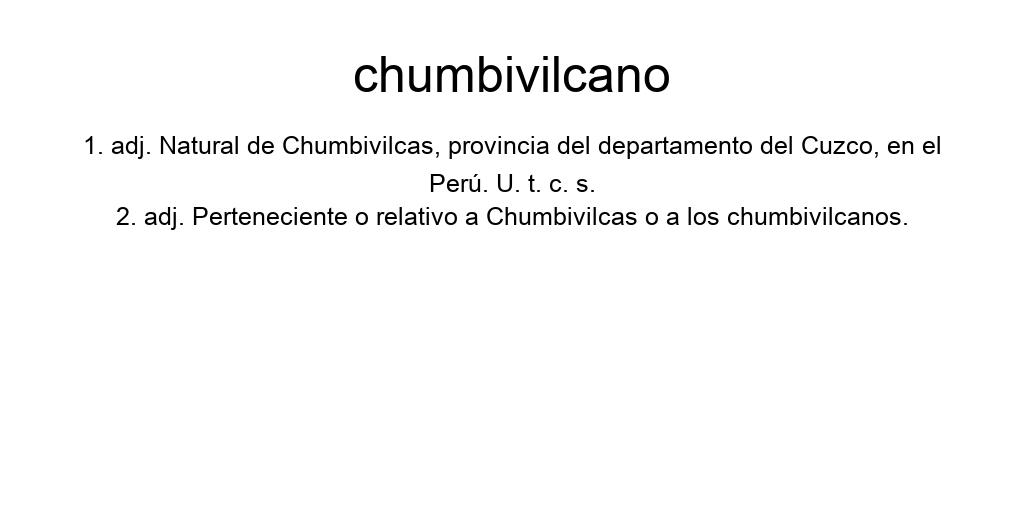 chumbivilcano
1. adj. Natural de Chumbivilcas, provincia del departamento del Cuzco, en el
Perú. U. t. c. s.
2. adj. Perteneciente o relativo a Chumbivilcas o a los chumbivilcanos.